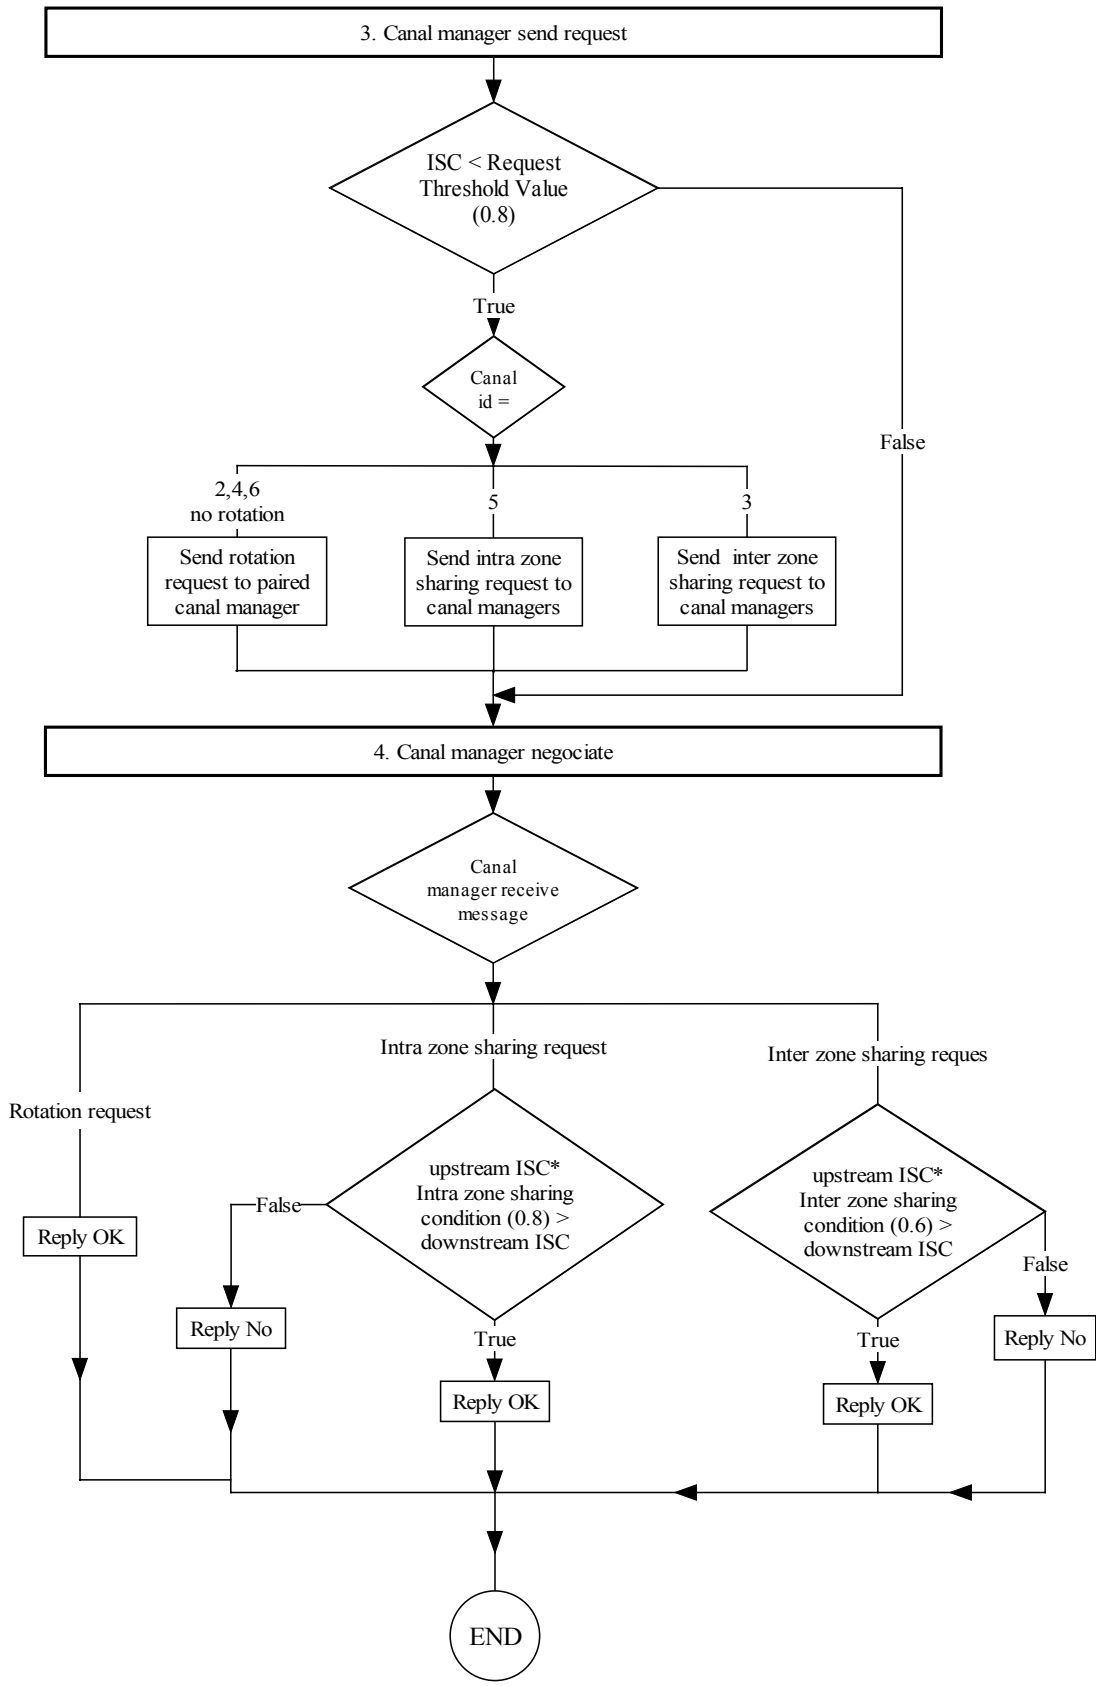 3. Canal manager send request
ISC < Request
Threshold Value
(0.8)
True
Canal
id =
False
2,4,6
no rotation
5
3
Send rotation
request to paired
canal manager
Send intra zone
sharing request to
canal managers
Send inter zone
sharing request to
canal managers
4. Canal manager negociate
Canal
manager receive
message
Intra zone sharing request
Inter zone sharing reques
Rotation request
upstream ISC*
Intra zone sharing
condition (0.8) >
downstream ISC
upstream ISC*
Inter zone sharing
condition (0.6) >
downstream ISC
False
Reply OK
False
Reply No
True
True
Reply No
Reply OK
Reply OK
END